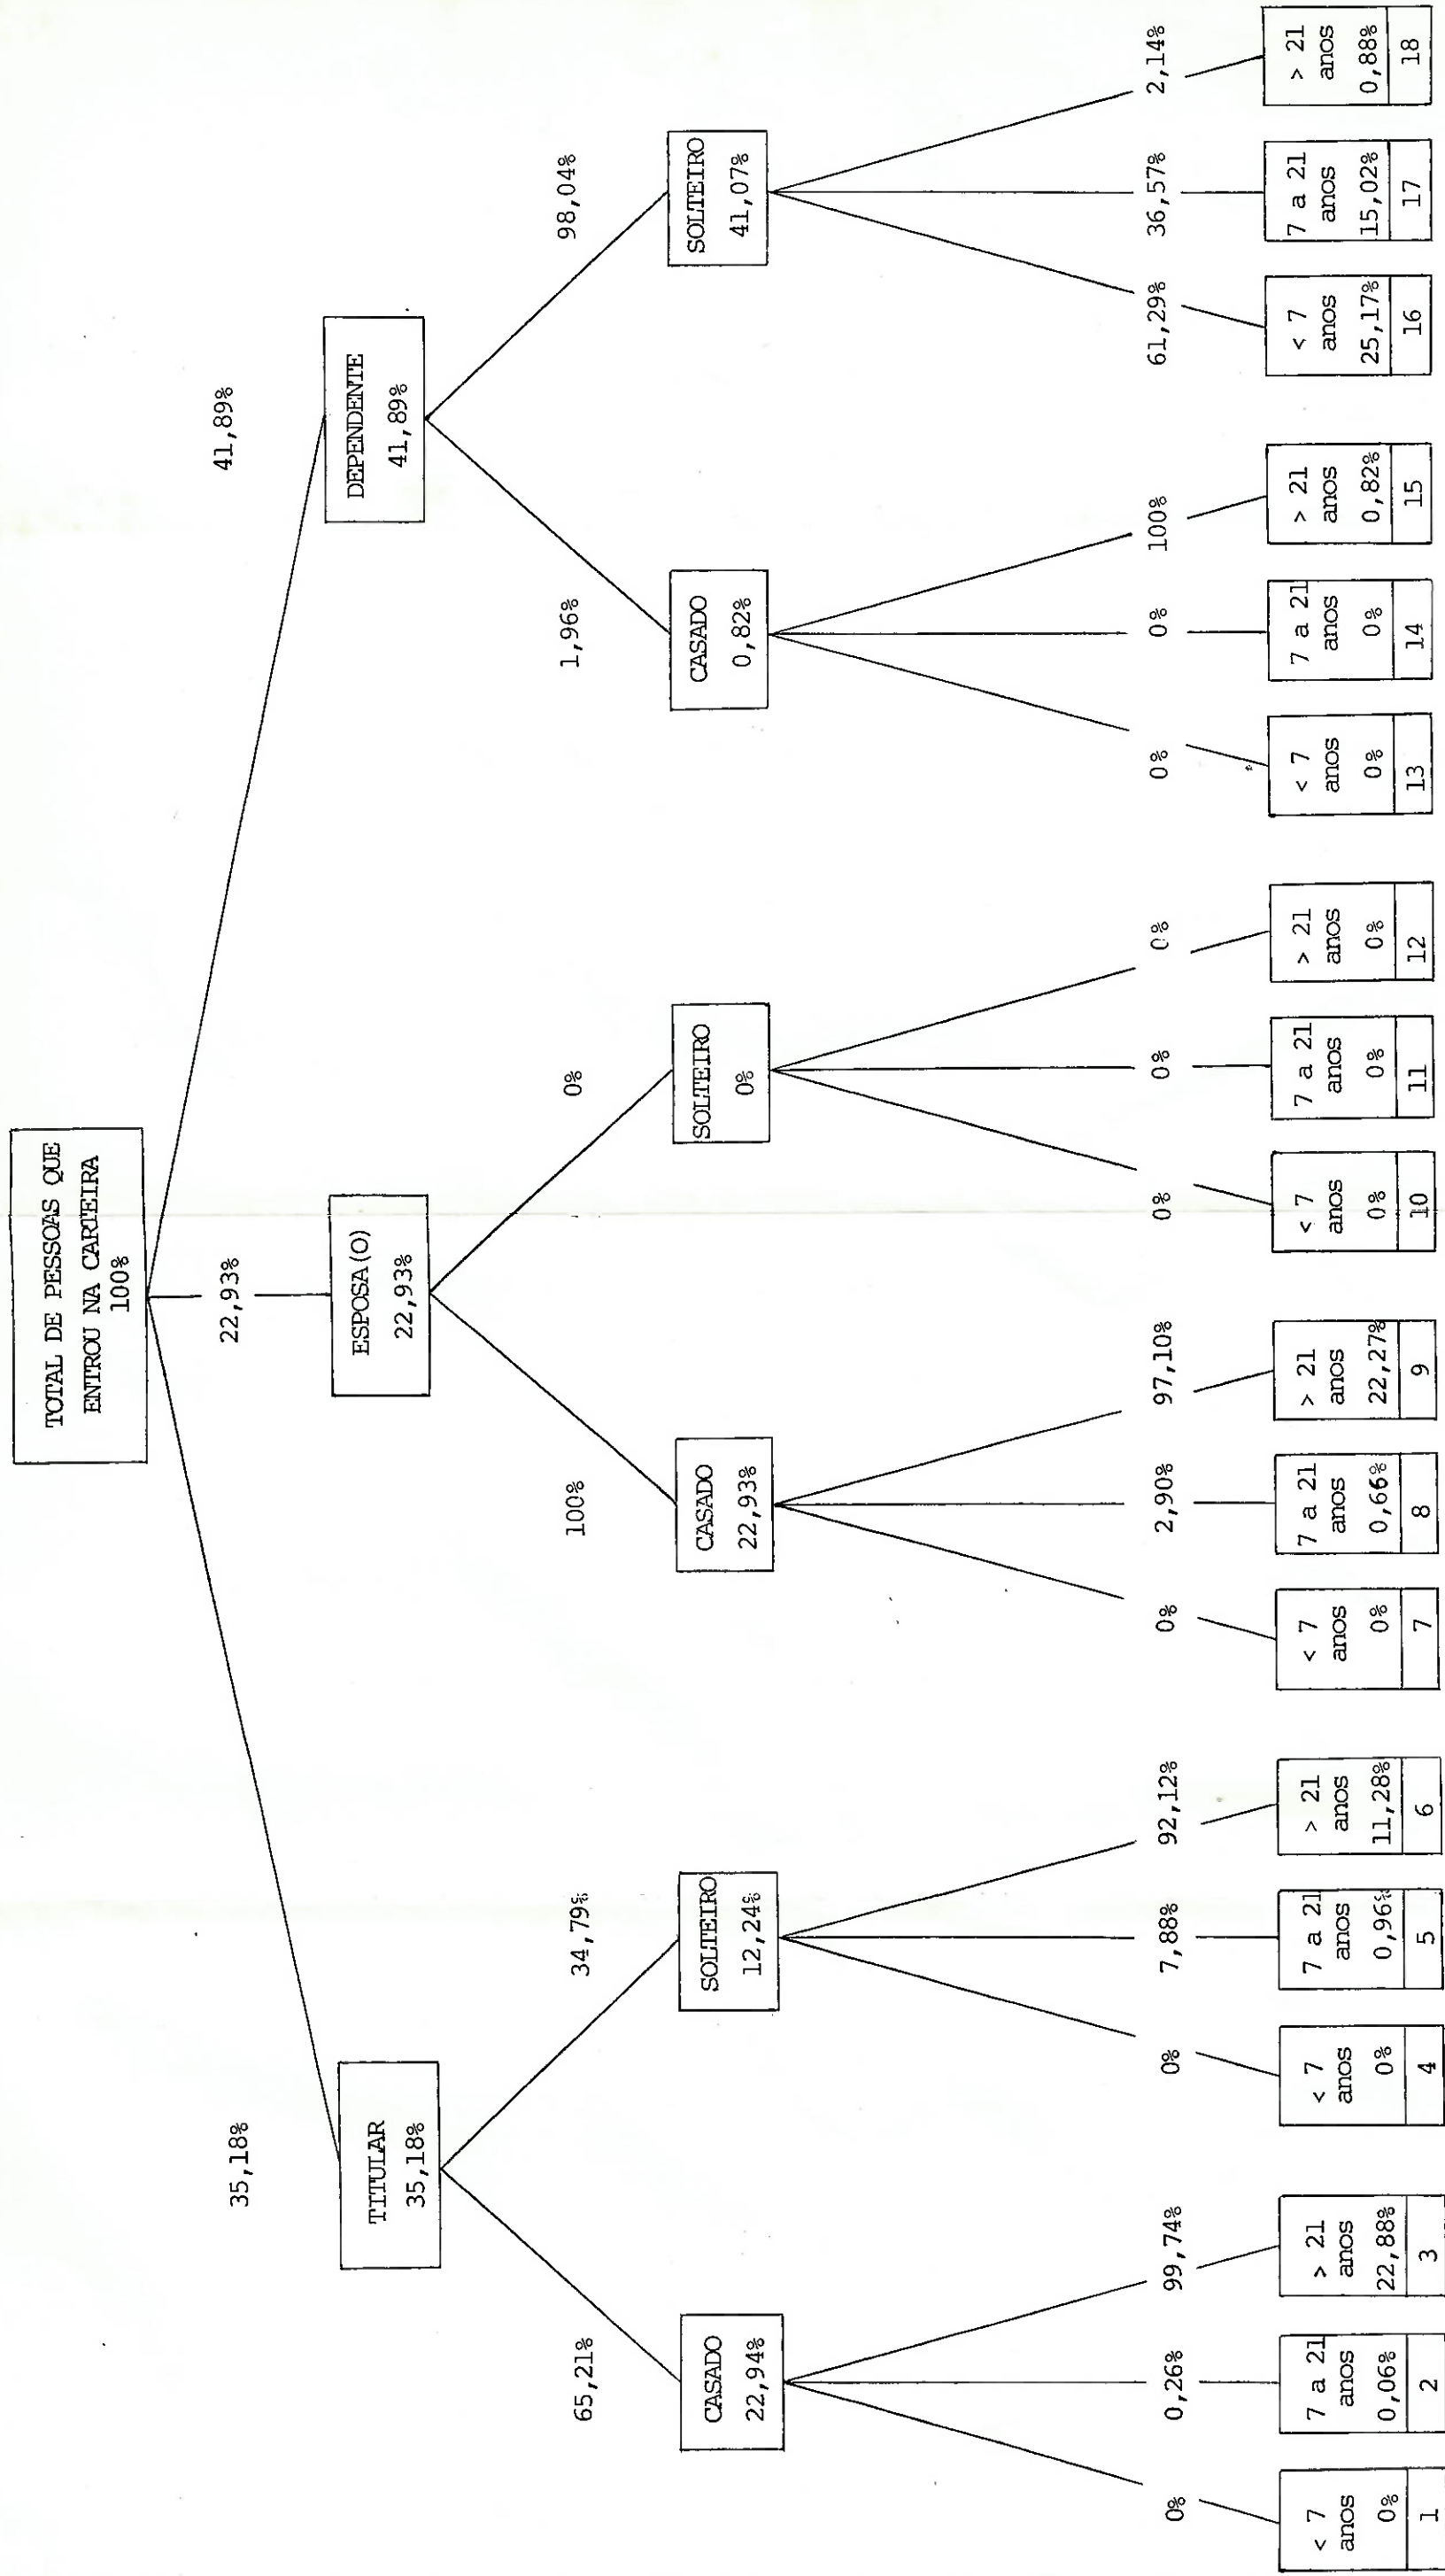 TOTAL DE PESSOAS QUE
ENTROU NA CARTEIRA
100%
35,18%
22,93%
41,89%
TITULAR
35,18%
ESPOSA(O)
22,93%
DEPENDENTE
41,89%
65,21%
34,79%
100%
0%
1,96%
98,04%
CASADO
22,94%
SOLTEIRO
12,24%
CASADO
22,93%
SOLTEIRO
0%
CASADO
0,82%
SOLTEIRO
41,07%
0%
0,26%
99,74%
0%
7,88%
92,12%
0%
2,90%
97,10%
0%
0%
0%
0%
0%
100%
61,29%
36,57%
2,14%
< 7
anos
0%
1
7 a 21
anos
0,06%
2
> 21
anos
22,88%
3
< 7
anos
0%
4
7 a 21
anos
0,96%
5
> 21
anos
11,28%
6
< 7
anos
0%
7
7 a 21
anos
0,66%
8
> 21
anos
22,27%
9
< 7
anos
0%
10
7 a 21
anos
0%
11
> 21
anos
0%
12
< 7
anos
0%
13
7 a 21
anos
0%
14
> 21
anos
0,82%
15
< 7
anos
25,17%
16
7 a 21
anos
15,02%
17
> 21
anos
0,88%
18